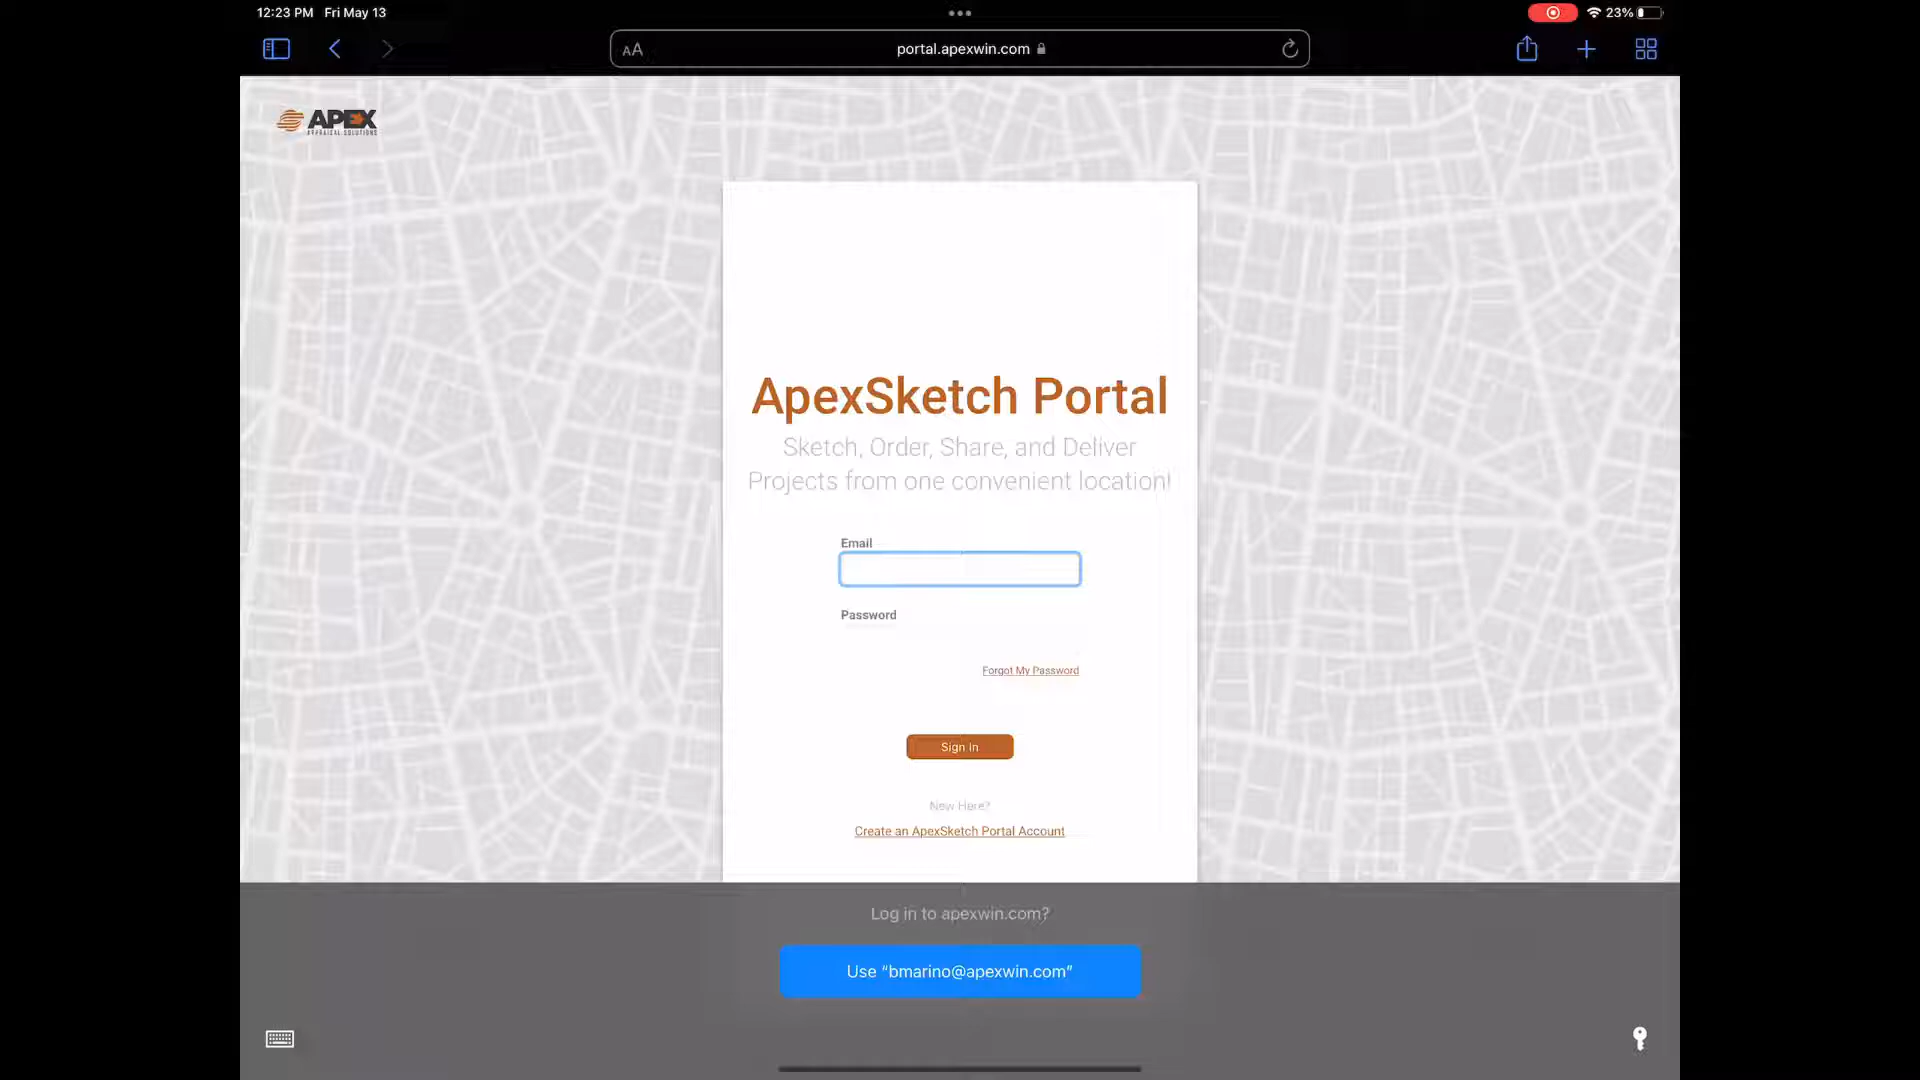 12:23 PM Fri May 13
23%
AA
portal.apexwin.com
APEX
APPRAISAL SOLUTIONS
ApexSketch Portal
Sketch, Order, Share, and Deliver
Projects from one convenient location!
Email
Password
Forgot My Password
Sign In
New Here?
Create an ApexSketch Portal Account
Log in to apexwin.com?
Use “bmarino@apexwin.com”